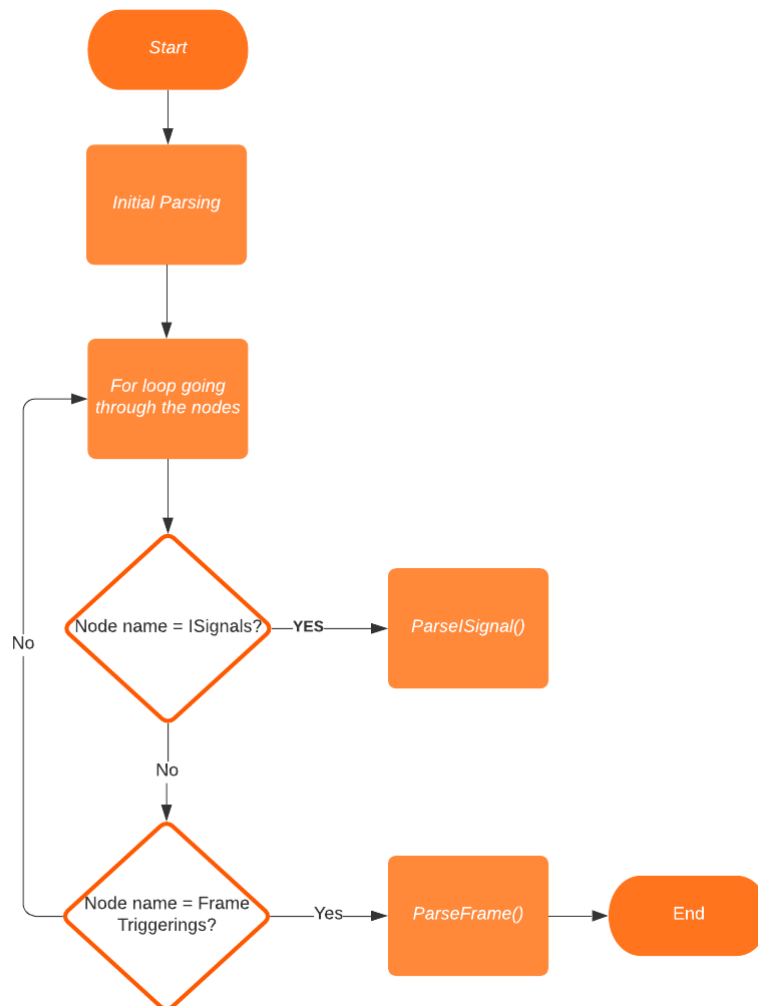 Start
Initial Parsing
For loop going
through the nodes
Node name = ISignals?
YES
ParseISignal()
No
No
Node name = Frame
Triggerings?
Yes
ParseFrame()
End